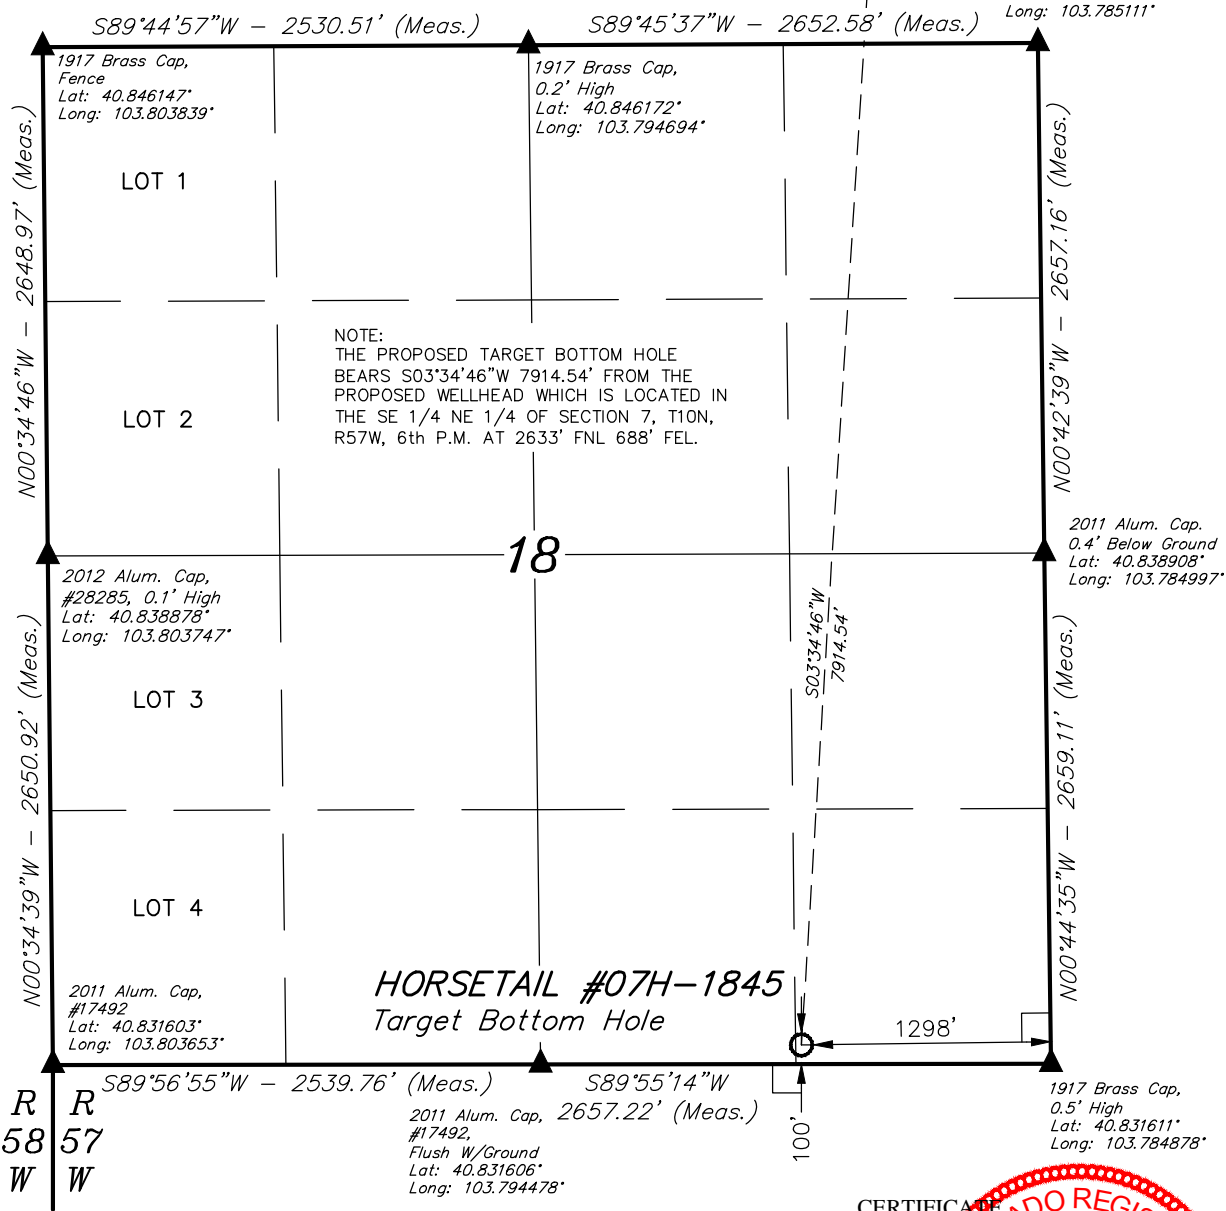 S89°44'57"W – 2530.51' (Meas.)
S89°45'37"W – 2652.58' (Meas.)
Long: 103.785111°
1917 Brass Cap,
Fence
Lat: 40.846147°
Long: 103.803839°
1917 Brass Cap,
0.2' High
Lat: 40.846172°
Long: 103.794694°
N00°34'46"W – 2648.97' (Meas.)
N00°42'39"W – 2657.16' (Meas.)
LOT 1
NOTE:
THE PROPOSED TARGET BOTTOM HOLE
BEARS S03°34'46"W 7914.54' FROM THE
PROPOSED WELLHEAD WHICH IS LOCATED IN
THE SE 1/4 NE 1/4 OF SECTION 7, T10N,
R57W, 6th P.M. AT 2633' FNL 688' FEL.
LOT 2
18
2011 Alum. Cap.
0.4' Below Ground
Lat: 40.838908°
Long: 103.784997°
2012 Alum. Cap,
#28285, 0.1' High
Lat: 40.838878°
Long: 103.803747°
S03°34'46"W
7914.54'
N00°34'39"W – 2650.92' (Meas.)
N00°44'35"W – 2659.11' (Meas.)
LOT 3
LOT 4
HORSETAIL #07H–1845
Target Bottom Hole
2011 Alum. Cap,
#17492
Lat: 40.831603°
Long: 103.803653°
1298'
S89°56'55"W – 2539.76' (Meas.)
S89°55'14"W
2657.22' (Meas.)
100'
R R
58 57
W W
2011 Alum. Cap,
#17492,
Flush W/Ground
Lat: 40.831606°
Long: 103.794478°
1917 Brass Cap,
0.5' High
Lat: 40.831611°
Long: 103.784878°
CERTIFICATE
ADO REGIS